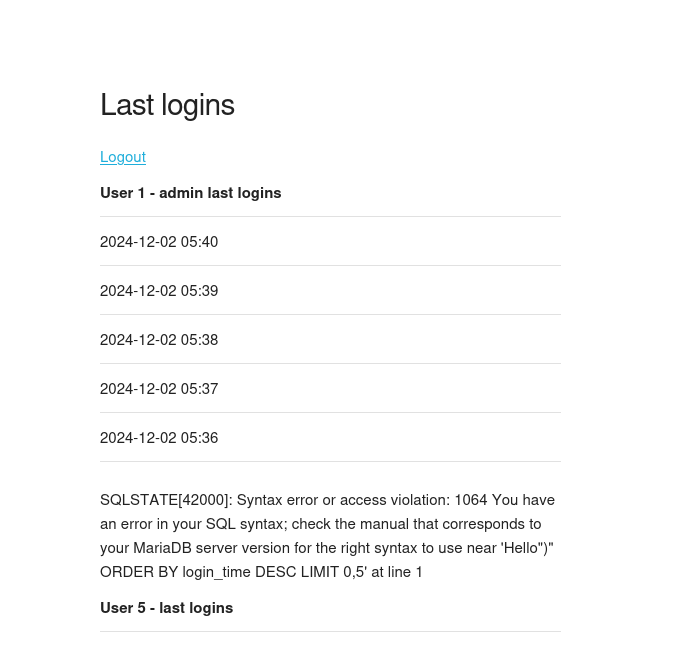 Last logins
Logout
User 1 - admin last logins
2024-12-02 05:40
2024-12-02 05:39
2024-12-02 05:38
2024-12-02 05:37
2024-12-02 05:36
SQLSTATE[42000]: Syntax error or access violation: 1064 You have
an error in your SQL syntax; check the manual that corresponds to
your MariaDB server version for the right syntax to use near 'Hello")"
ORDER BY login_time DESC LIMIT 0,5' at line 1
User 5 - last logins